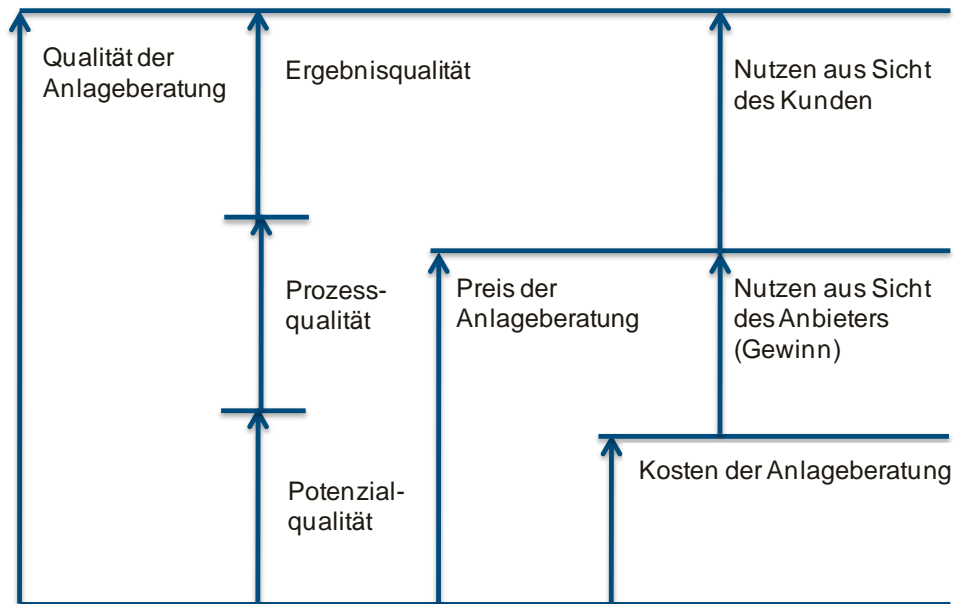 Qualität der
Anlageberatung
Ergebnisqualität
Nutzen aus Sicht
des Kunden
Prozess-
qualität
Preis der
Anlageberatung
Nutzen aus Sicht
des Anbieters
(Gewinn)
Potenzial-
qualität
Kosten der Anlageberatung